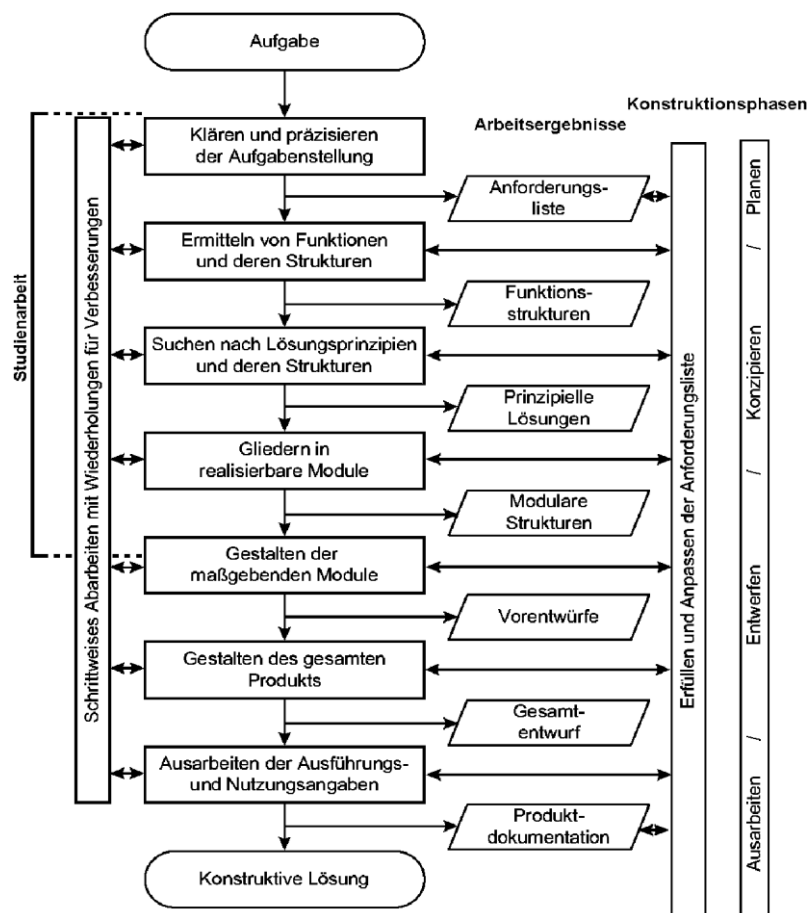 Aufgabe
Konstruktionsphasen
Arbeitsergebnisse
Klären und präzisieren
der Aufgabenstellung
Anforderungs-
liste
Ermitteln von Funktionen
und deren Strukturen
Funktions-
strukturen
Suchen nach Lösungsprinzipien
und deren Strukturen
Prinzipielle
Lösungen
Gliedern in
realisierbare Module
Modulare
Strukturen
Gestalten der
maßgebenden Module
Vorentwürfe
Gestalten des gesamten
Produkts
Gesamt-
entwurf
Ausarbeiten der Ausführungs-
und Nutzungsangaben
Produkt-
dokumentation
Konstruktive Lösung
Studienarbeit
Schrittweises Abarbeiten mit Wiederholungen für Verbesserungen
Erfüllen und Anpassen der Anforderungsliste
Ausarbeiten / Entwerfen / Konzipieren / Planen